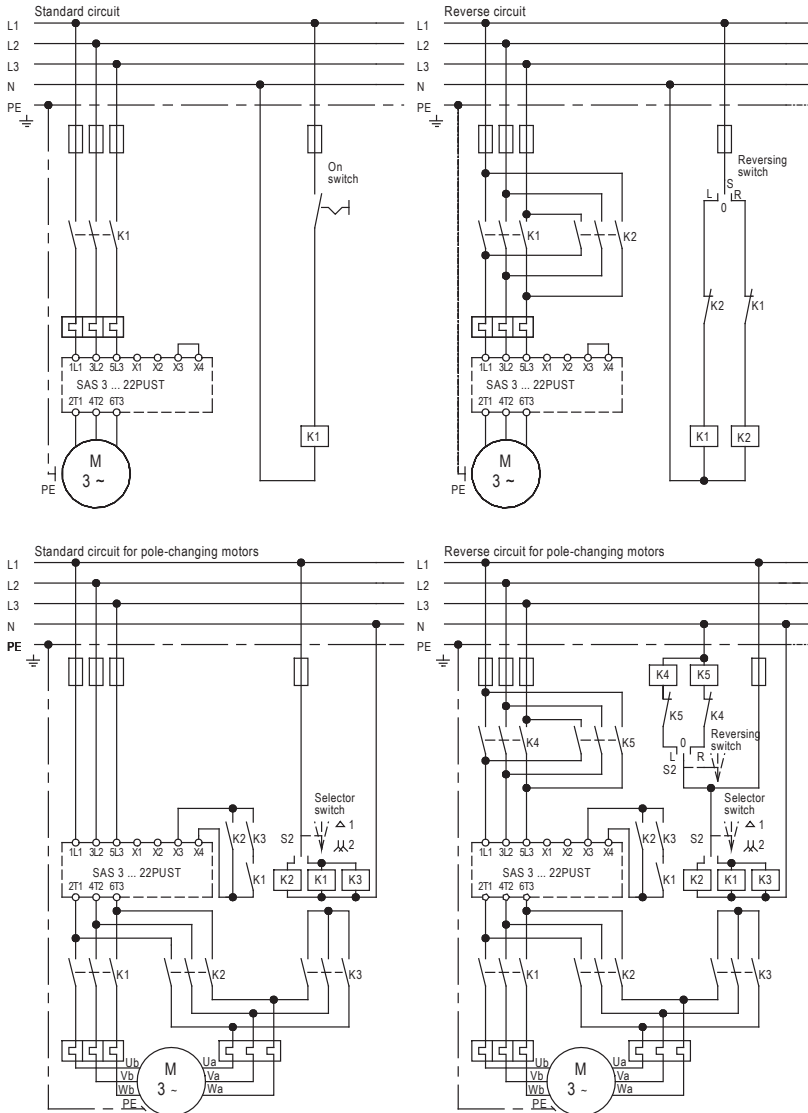 Standard circuit
L1
L2
L3
N
PE
On
switch
K1
1L1 3L2 5L3 X1 X2 X3 X4
SAS 3 ... 22PUST
2T1 4T2 6T3
K1
M
3 ~
PE
Reverse circuit
L1
L2
L3
N
PE
Reversing
switch
S
L R
0
K1 K2
K2 K1
1L1 3L2 5L3 X1 X2 X3 X4
SAS 3 ... 22PUST
2T1 4T2 6T3
K1 K2
M
3 ~
PE
Standard circuit for pole-changing motors
L1
L2
L3
N
PE
Selector
switch
1
2
S2
K2 K3
K1
1L1 3L2 5L3 X1 X2 X3 X4
SAS 3 ... 22PUST
2T1 4T2 6T3
K2 K1 K3
K1 K2 K3
Ub Ua
Vb Va
Wb Wa
M
3 ~
PE
Reverse circuit for pole-changing motors
L1
L2
L3
N
PE
K4 K5
K5 K4
Reversing
switch
0
L R
S2
K4 K5
Selector
switch
1
2
S2
K2 K3
K1
1L1 3L2 5L3 X1 X2 X3 X4
SAS 3 ... 22PUST
2T1 4T2 6T3
K2 K1 K3
K1 K2 K3
Ub Ua
Vb Va
Wb Wa
M
3 ~
PE